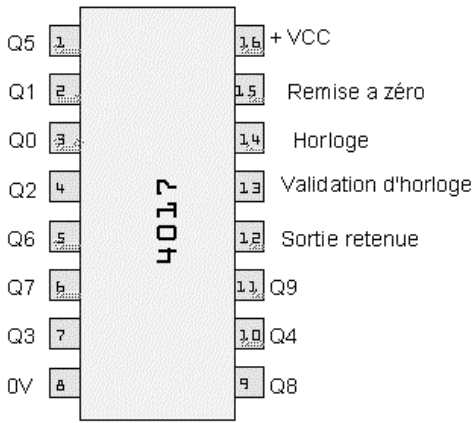 Q5 1 16 + VCC
Q1 2 15 Remise a zéro
Q0 3 14 Horloge
Q2 4 13 Validation d'horloge
4017
Q6 5 12 Sortie retenue
Q7 6 11 Q9
Q3 7 10 Q4
0V 8 9 Q8